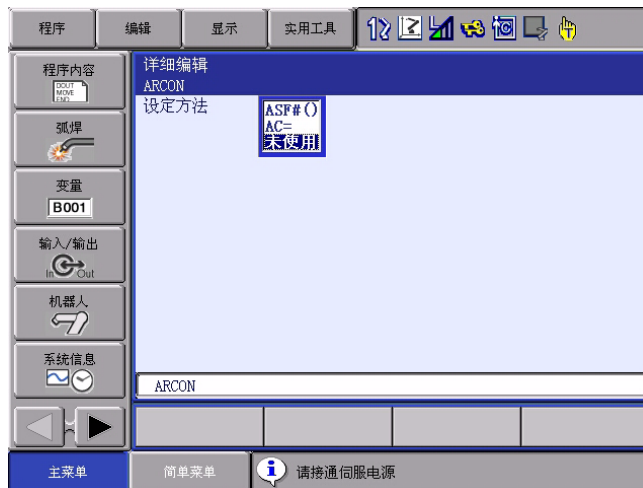 程序 编辑 显示 实用工具
程序内容
DOUT
MOVE
END
弧焊
变量
B001
输入/输出
In Out
机器人
系统信息
详细编辑
ARCON
设定方法
ASF#()
AC=
未使用
ARCON
主菜单 简单菜单 请接通伺服电源